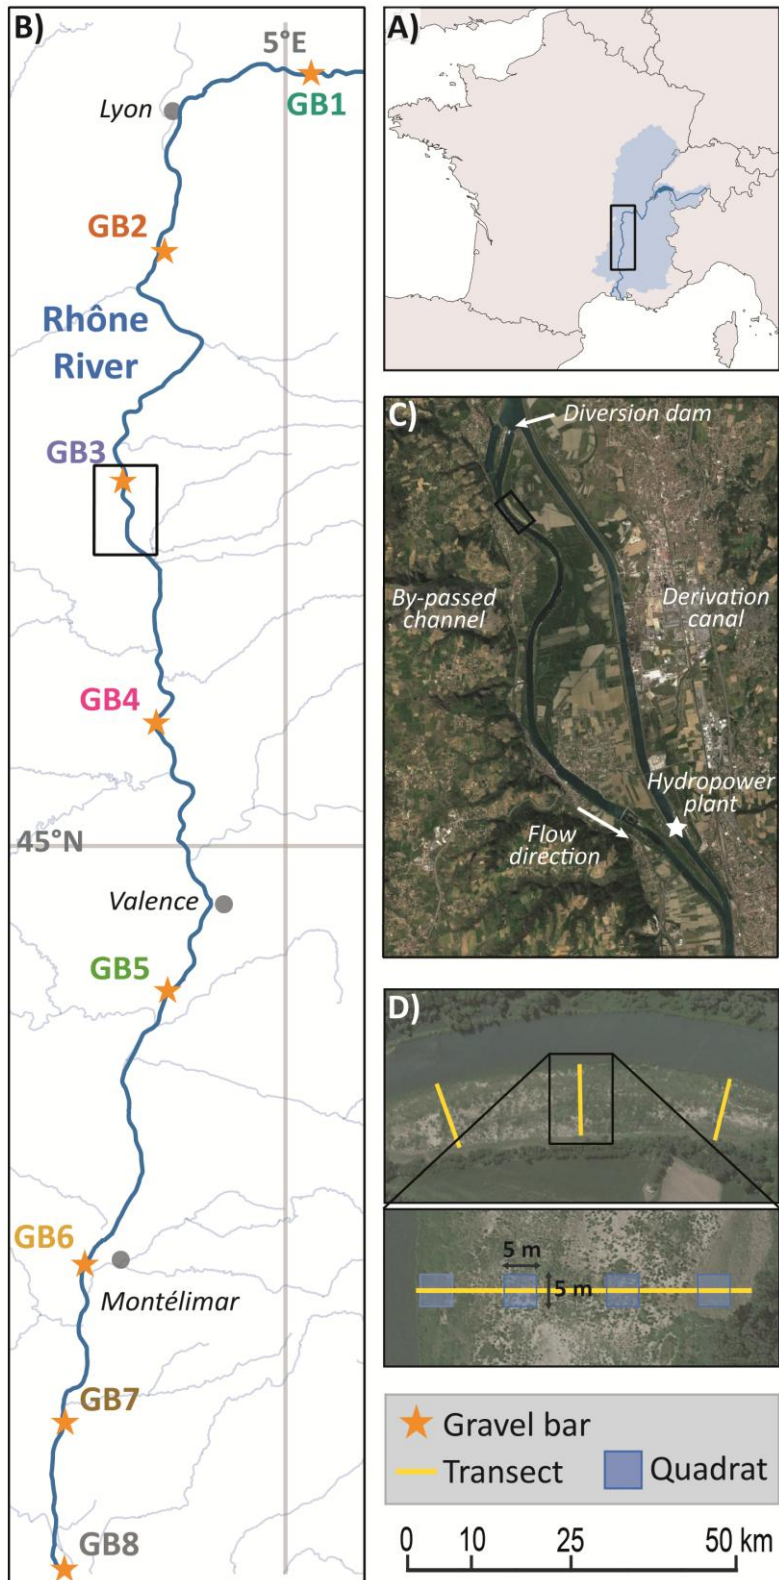 B)
5°E
GB1
Lyon
GB2
Rhône
River
GB3
GB4
45°N
Valence
GB5
GB6
Montélimar
GB7
GB8
A)
C)
Diversion dam
By-passed
channel
Derivation
canal
Hydropower
plant
Flow
direction
D)
5 m
5 m
Gravel bar
Transect
Quadrat
0 10 25 50 km